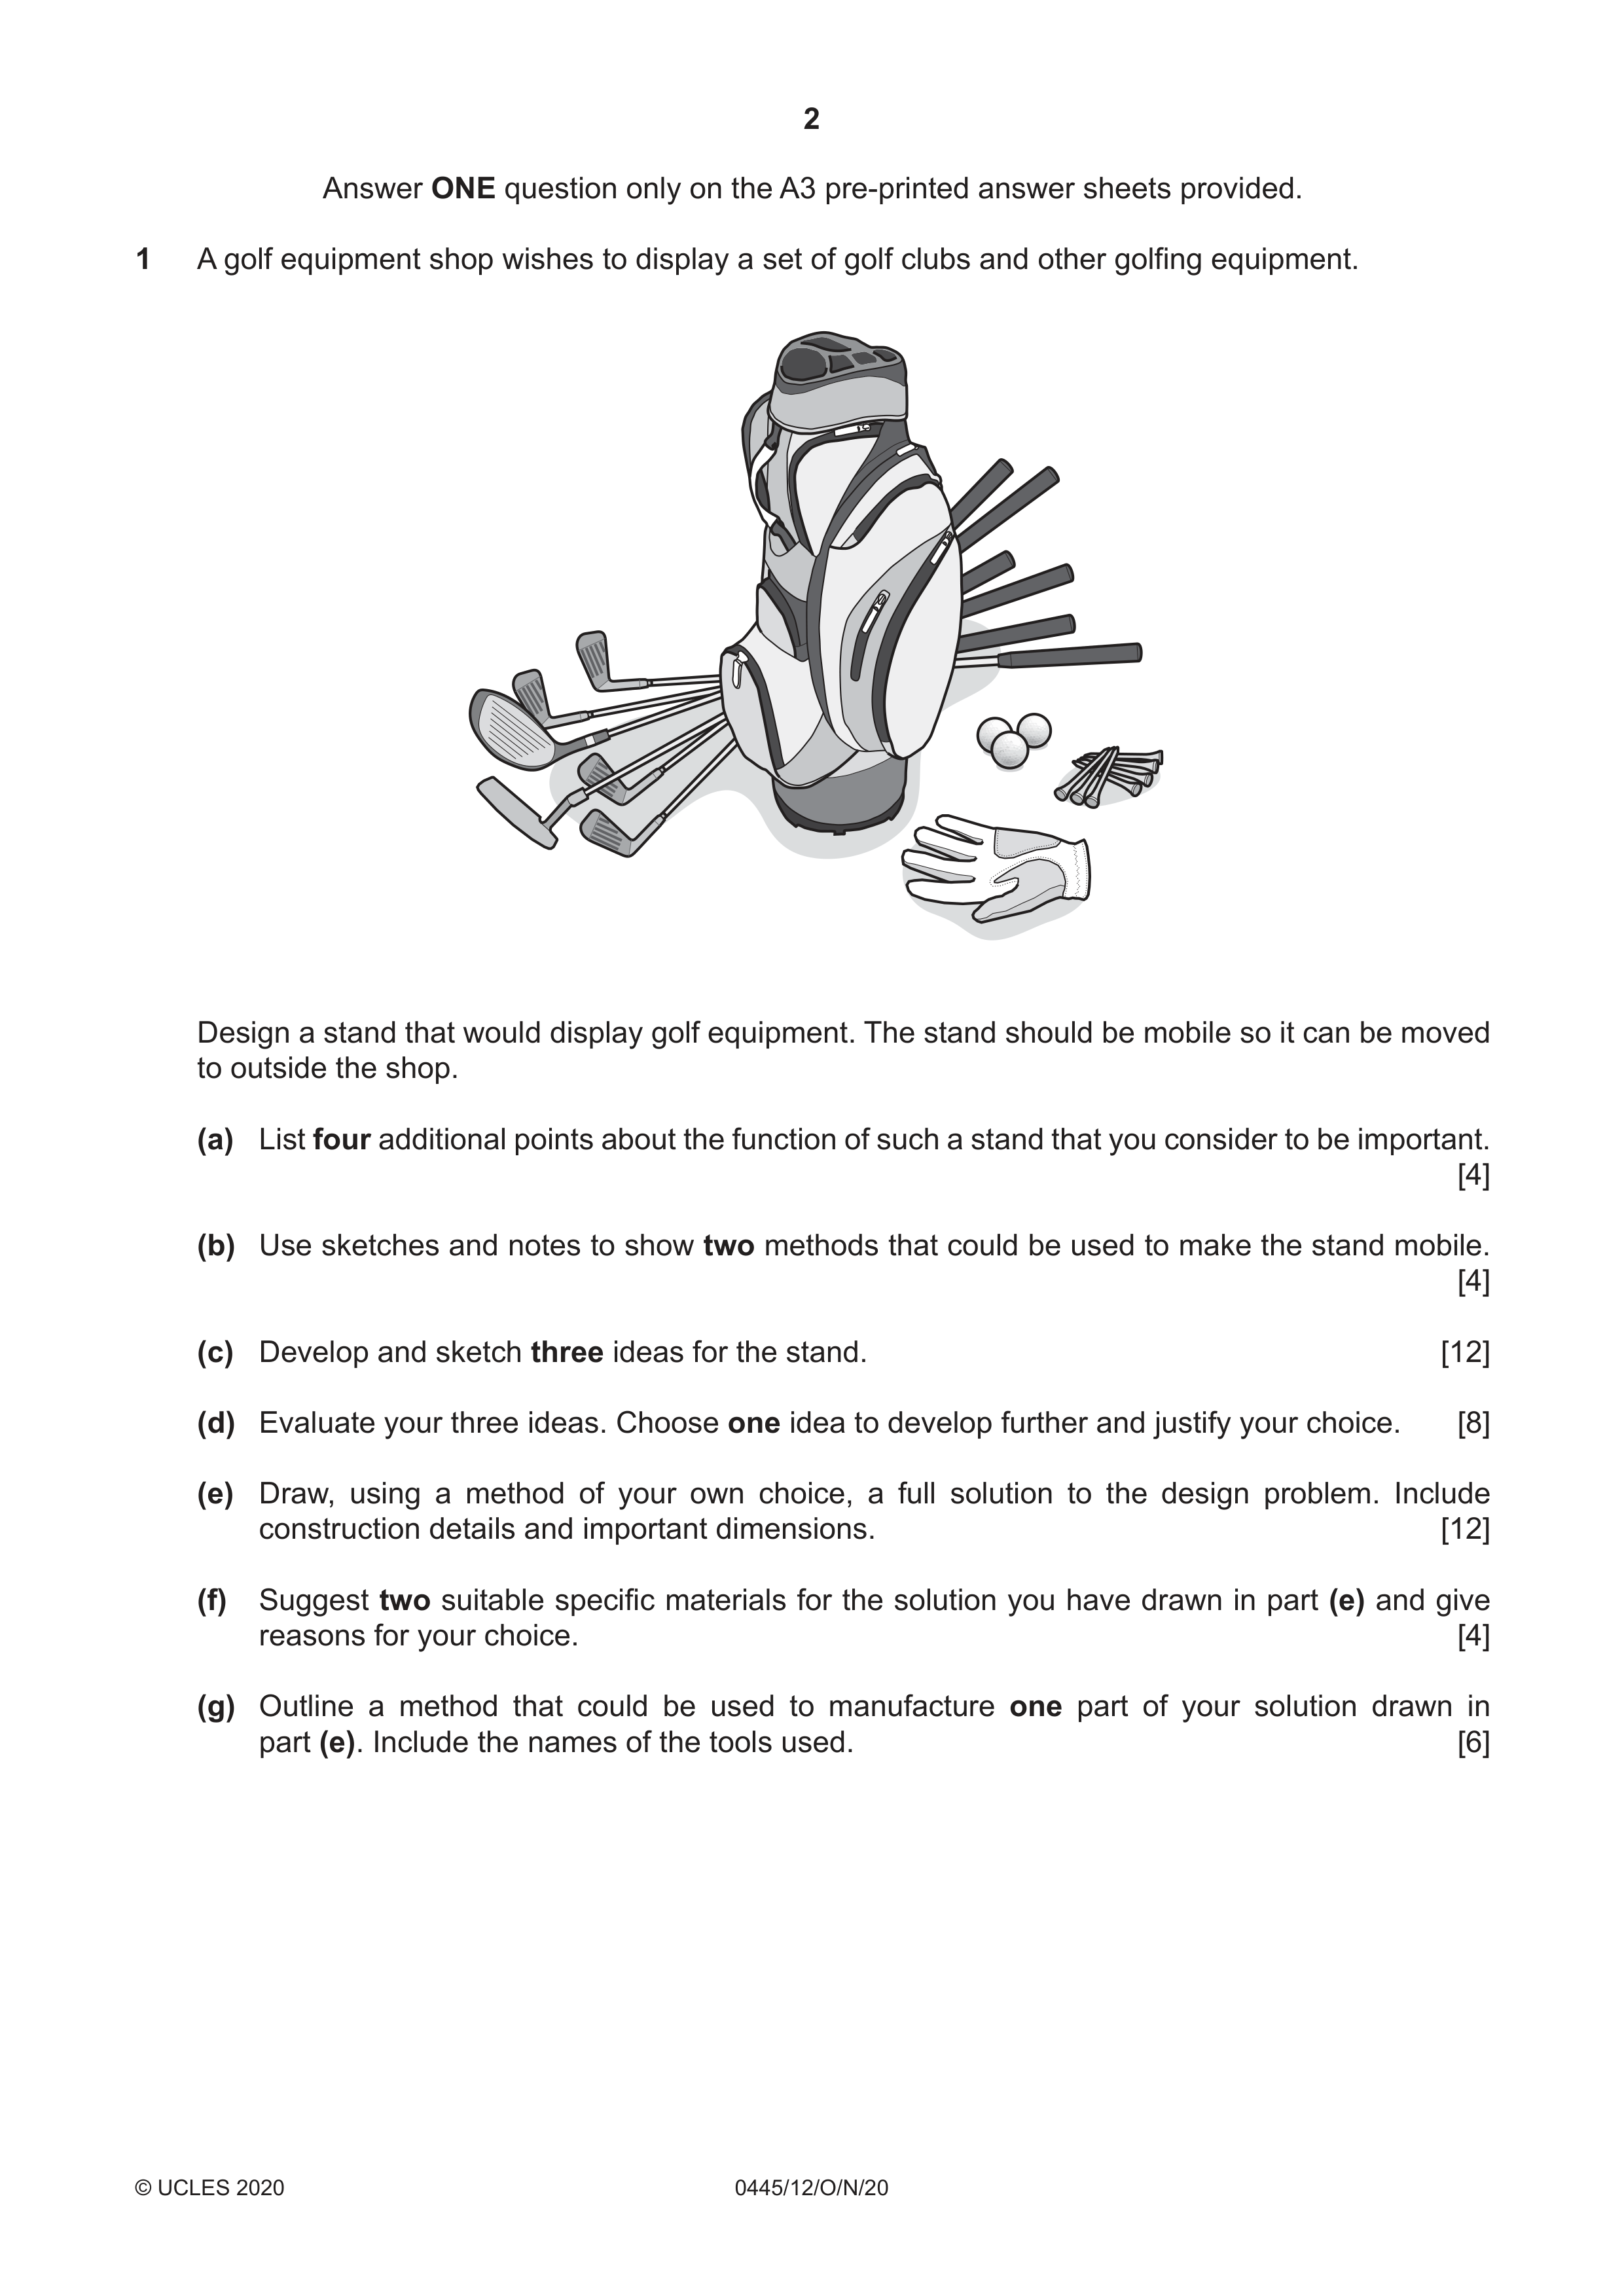 2
Answer ONE question only on the A3 pre-printed answer sheets provided.
1 A golf equipment shop wishes to display a set of golf clubs and other golfing equipment.
Design a stand that would display golf equipment. The stand should be mobile so it can be moved
to outside the shop.
(a) List four additional points about the function of such a stand that you consider to be important.
[4]
(b) Use sketches and notes to show two methods that could be used to make the stand mobile.
[4]
(c) Develop and sketch three ideas for the stand. [12]
(d) Evaluate your three ideas. Choose one idea to develop further and justify your choice. [8]
(e) Draw, using a method of your own choice, a full solution to the design problem. Include
construction details and important dimensions. [12]
(f) Suggest two suitable specific materials for the solution you have drawn in part (e) and give
reasons for your choice. [4]
(g) Outline a method that could be used to manufacture one part of your solution drawn in
part (e). Include the names of the tools used. [6]
© UCLES 2020 0445/12/O/N/20